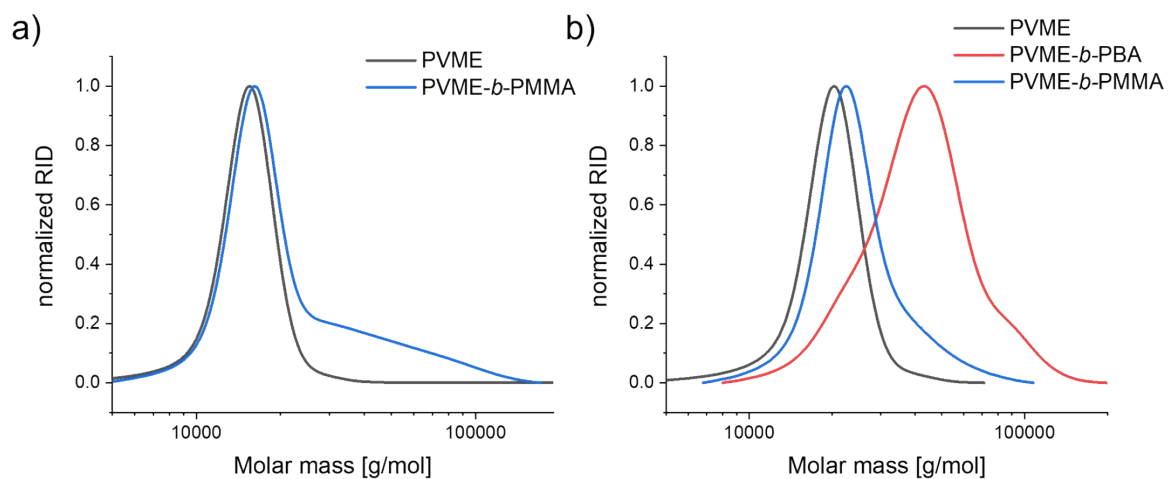 a)
PVME
PVME-b-PMMA
normalized RID
1.0
0.8
0.6
0.4
0.2
0.0
10000
100000
Molar mass [g/mol]
b)
PVME
PVME-b-PBA
PVME-b-PMMA
normalized RID
1.0
0.8
0.6
0.4
0.2
0.0
10000
100000
Molar mass [g/mol]